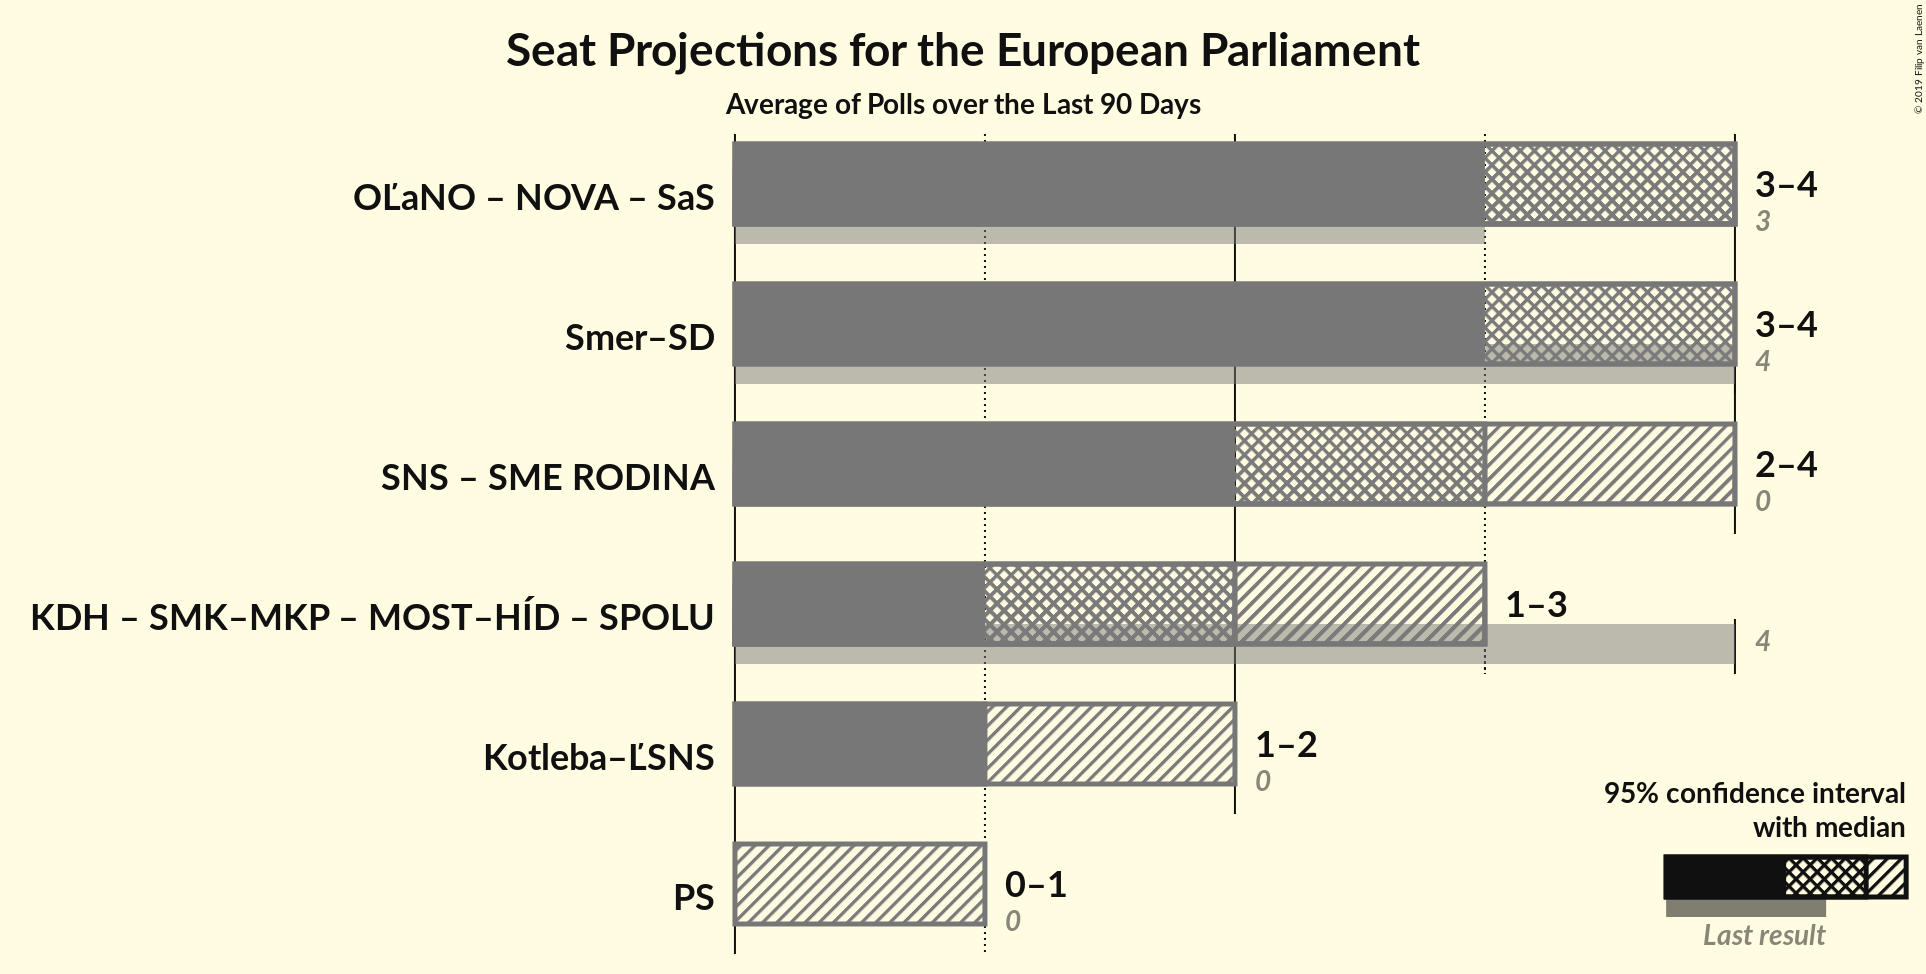 Seat Projections for the European Parliament
Average of Polls over the Last 90 Days
© 2019 Filip van Laenen
OĽaNO – NOVA – SaS
3–4
3
Smer–SD
3–4
4
SNS – SME RODINA
2–4
0
KDH – SMK–MKP – MOST–HÍD – SPOLU
1–3
4
Kotleba–ĽSNS
1–2
0
PS
0–1
0
95% confidence interval
with median
Last result